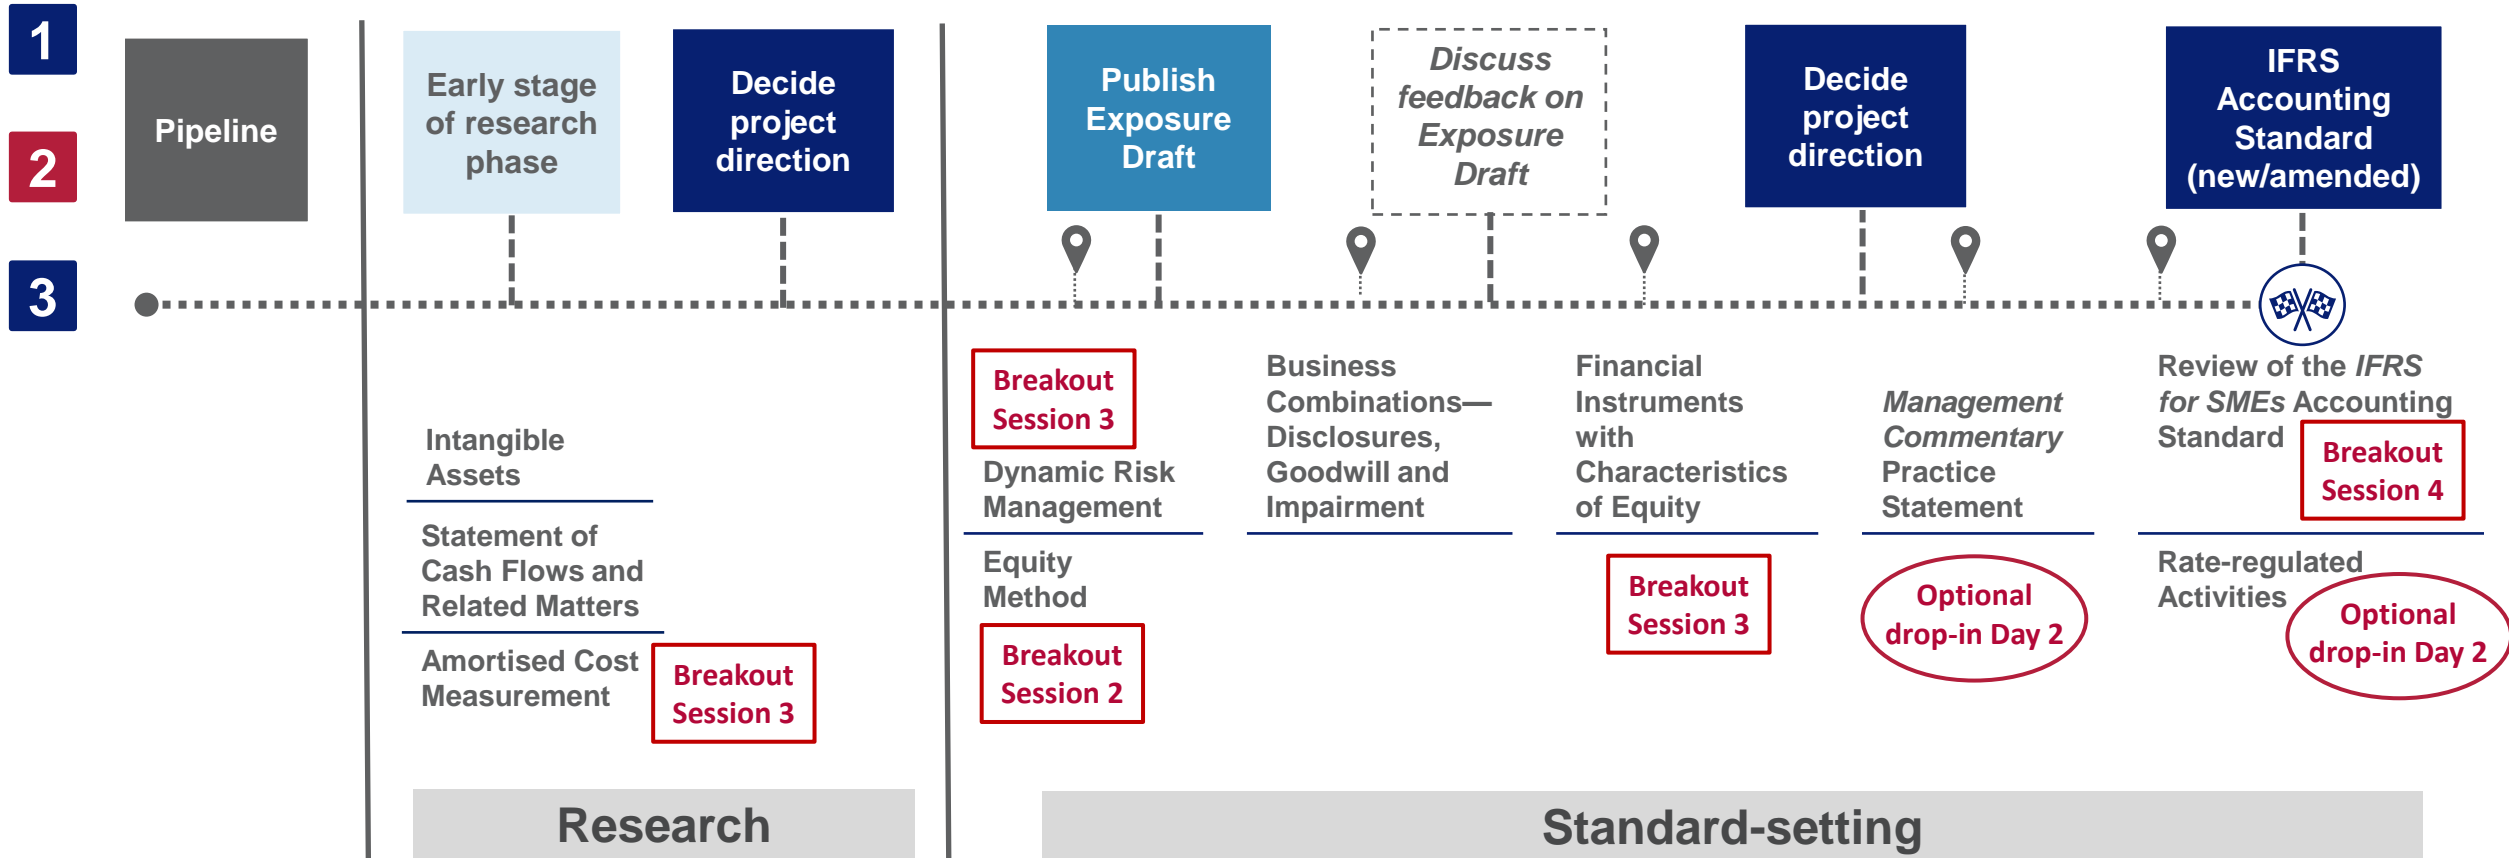 1
2
3
Pipeline
Early stage
of research
phase
Decide
project
direction
Publish
Exposure
Draft
Discuss
feedback on
Exposure
Draft
Decide
project
direction
IFRS
Accounting
Standard
(new/amended)
Intangible
Assets
Statement of
Cash Flows and
Related Matters
Amortised Cost
Measurement
Breakout
Session 3
Breakout
Session 3
Dynamic Risk
Management
Equity
Method
Breakout
Session 2
Business
Combinations—
Disclosures,
Goodwill and
Impairment
Financial
Instruments
with
Characteristics
of Equity
Breakout
Session 3
Management
Commentary
Practice
Statement
Optional
drop-in Day 2
Review of the IFRS
for SMEs Accounting
Standard
Breakout
Session 4
Rate-regulated
Activities
Optional
drop-in Day 2
Research
Standard-setting